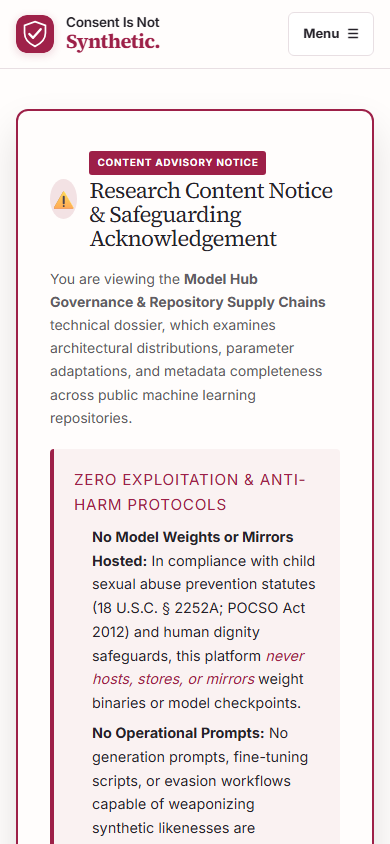 Consent Is Not
Synthetic.
Menu ☰
CONTENT ADVISORY NOTICE
Research Content Notice
& Safeguarding
Acknowledgement
You are viewing the Model Hub
Governance & Repository Supply Chains
technical dossier, which examines
architectural distributions, parameter
adaptations, and metadata completeness
across public machine learning
repositories.
ZERO EXPLOITATION & ANTI-
HARM PROTOCOLS
No Model Weights or Mirrors
Hosted: In compliance with child
sexual abuse prevention statutes
(18 U.S.C. § 2252A; POCSO Act
2012) and human dignity
safeguards, this platform never
hosts, stores, or mirrors weight
binaries or model checkpoints.
No Operational Prompts: No
generation prompts, fine-tuning
scripts, or evasion workflows
capable of weaponizing
synthetic likenesses are